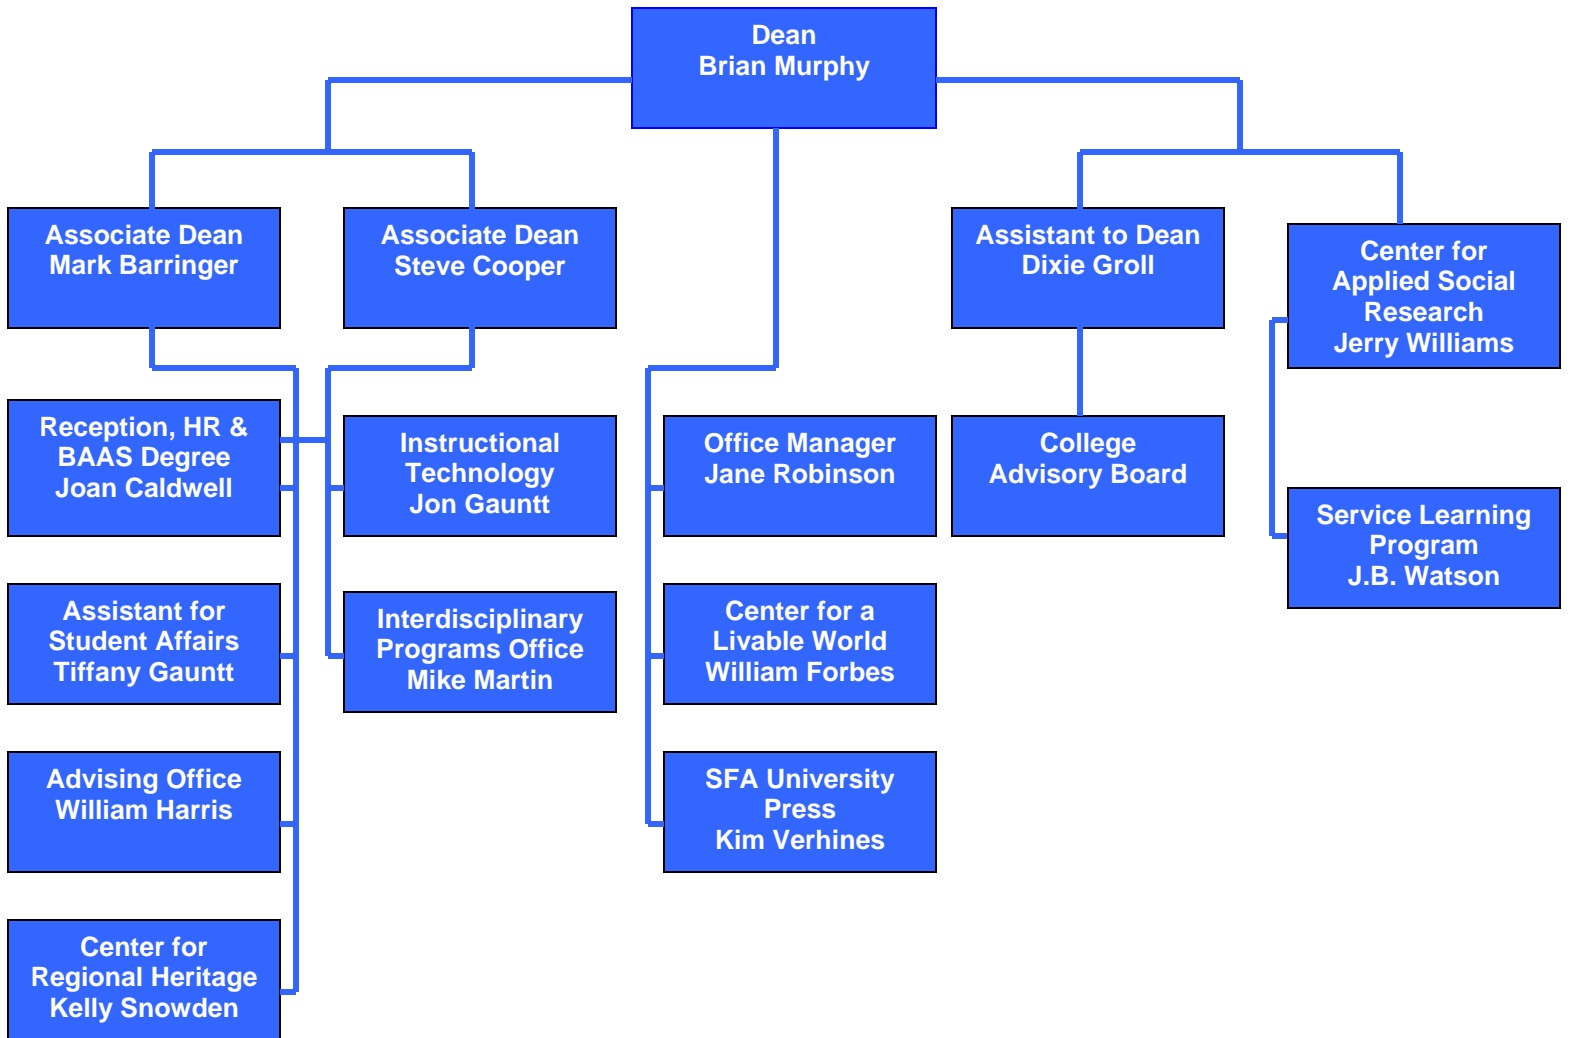 Dean
Brian Murphy
Associate Dean
Mark Barringer
Associate Dean
Steve Cooper
Assistant to Dean
Dixie Groll
Center for
Applied Social
Research
Jerry Williams
Reception, HR &
BAAS Degree
Joan Caldwell
Instructional
Technology
Jon Gauntt
Office Manager
Jane Robinson
College
Advisory Board
Service Learning
Program
J.B. Watson
Assistant for
Student Affairs
Tiffany Gauntt
Interdisciplinary
Programs Office
Mike Martin
Center for a
Livable World
William Forbes
Advising Office
William Harris
SFA University
Press
Kim Verhines
Center for
Regional Heritage
Kelly Snowden